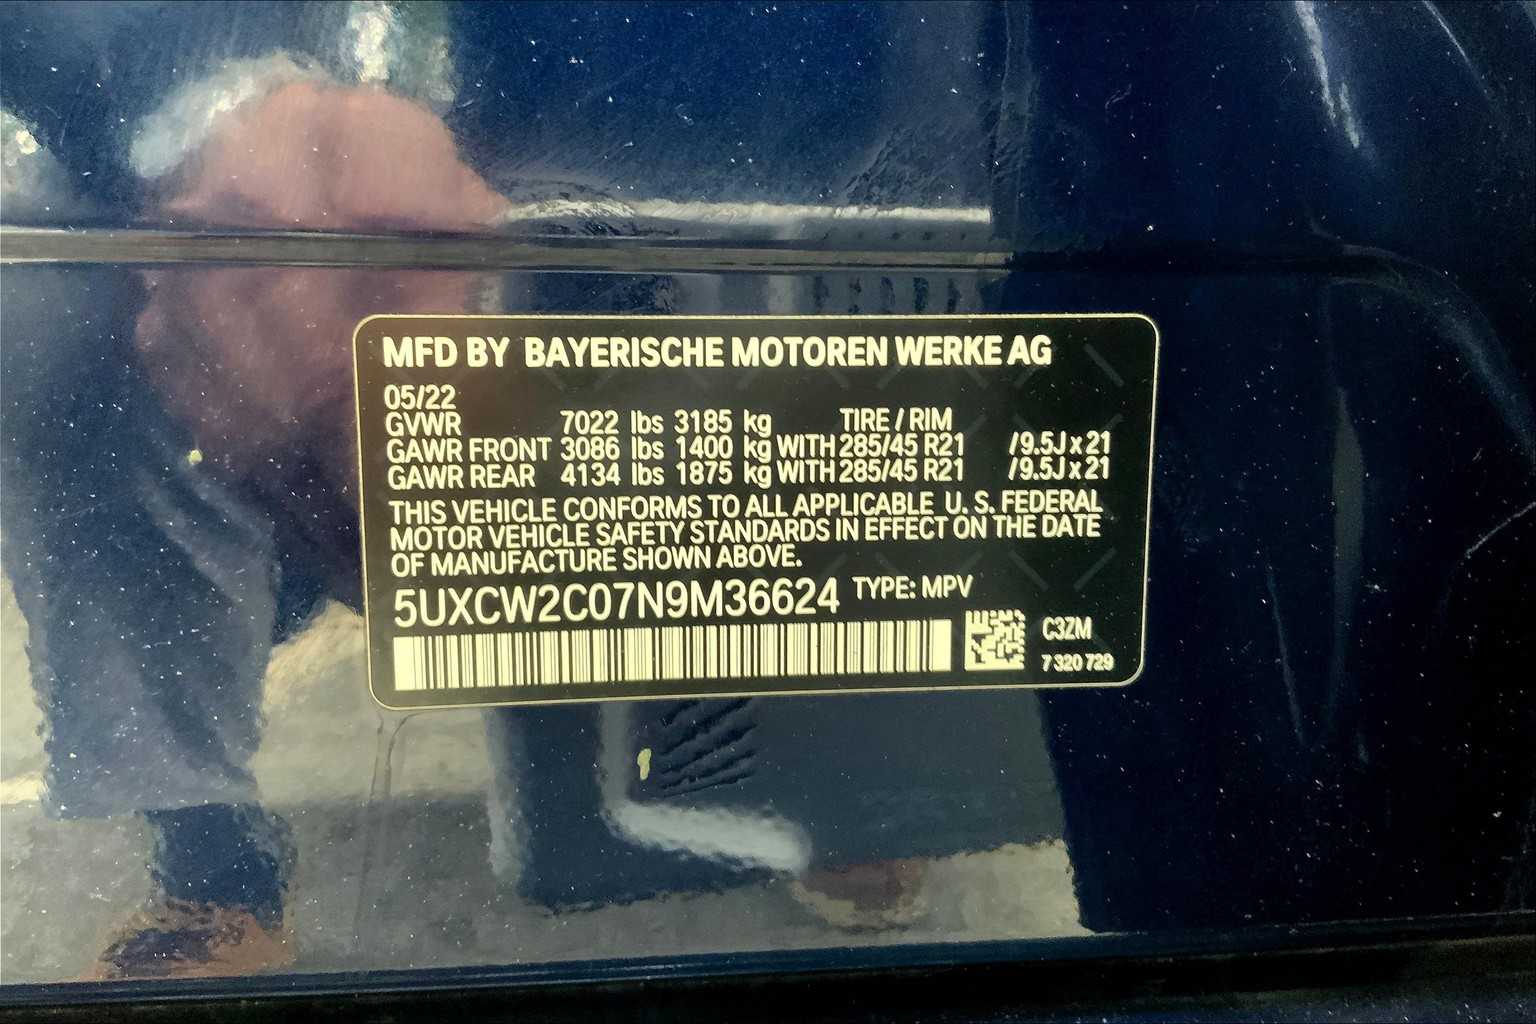 MFD BY BAYERISCHE MOTOREN WERKE AG
05/22
GVWR 7022 lbs 3185 kg TIRE / RIM
GAWR FRONT 3086 lbs 1400 kg WITH 285/45 R21 /9.5J x 21
GAWR REAR 4134 lbs 1875 kg WITH 285/45 R21 /9.5J x 21
THIS VEHICLE CONFORMS TO ALL APPLICABLE U. S. FEDERAL
MOTOR VEHICLE SAFETY STANDARDS IN EFFECT ON THE DATE
OF MANUFACTURE SHOWN ABOVE.
5UXCW2C07N9M36624 TYPE: MPV
C3ZM
7 320 729